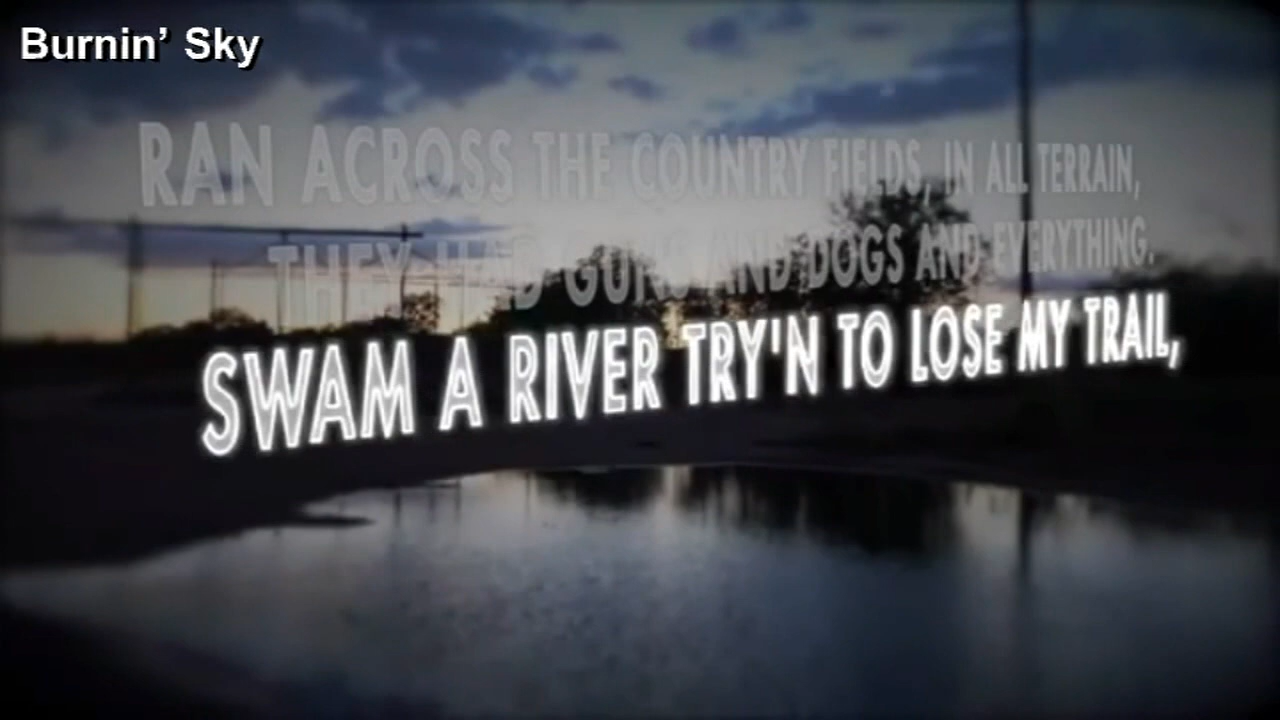 Burnin’ Sky
RAN ACROSS THE COUNTRY FIELDS, IN ALL TERRAIN,
THEY HAD GUNS AND DOGS AND EVERYTHING.
SWAM A RIVER TRY'N TO LOSE MY TRAIL,